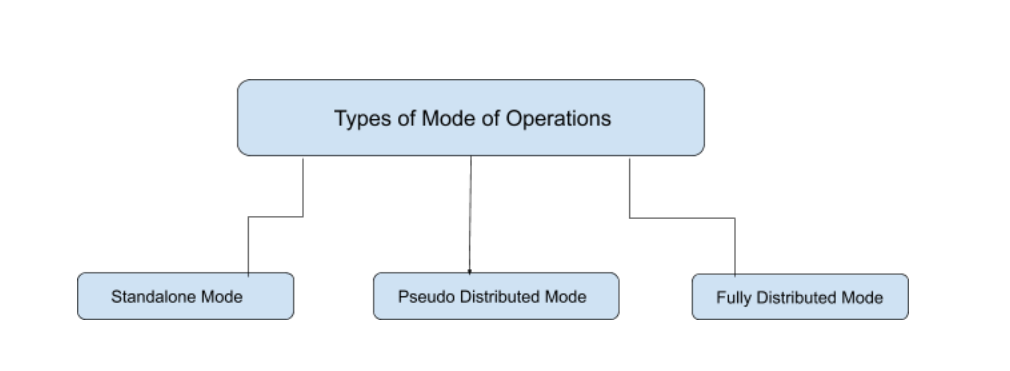 Types of Mode of Operations
Standalone Mode
Pseudo Distributed Mode
Fully Distributed Mode